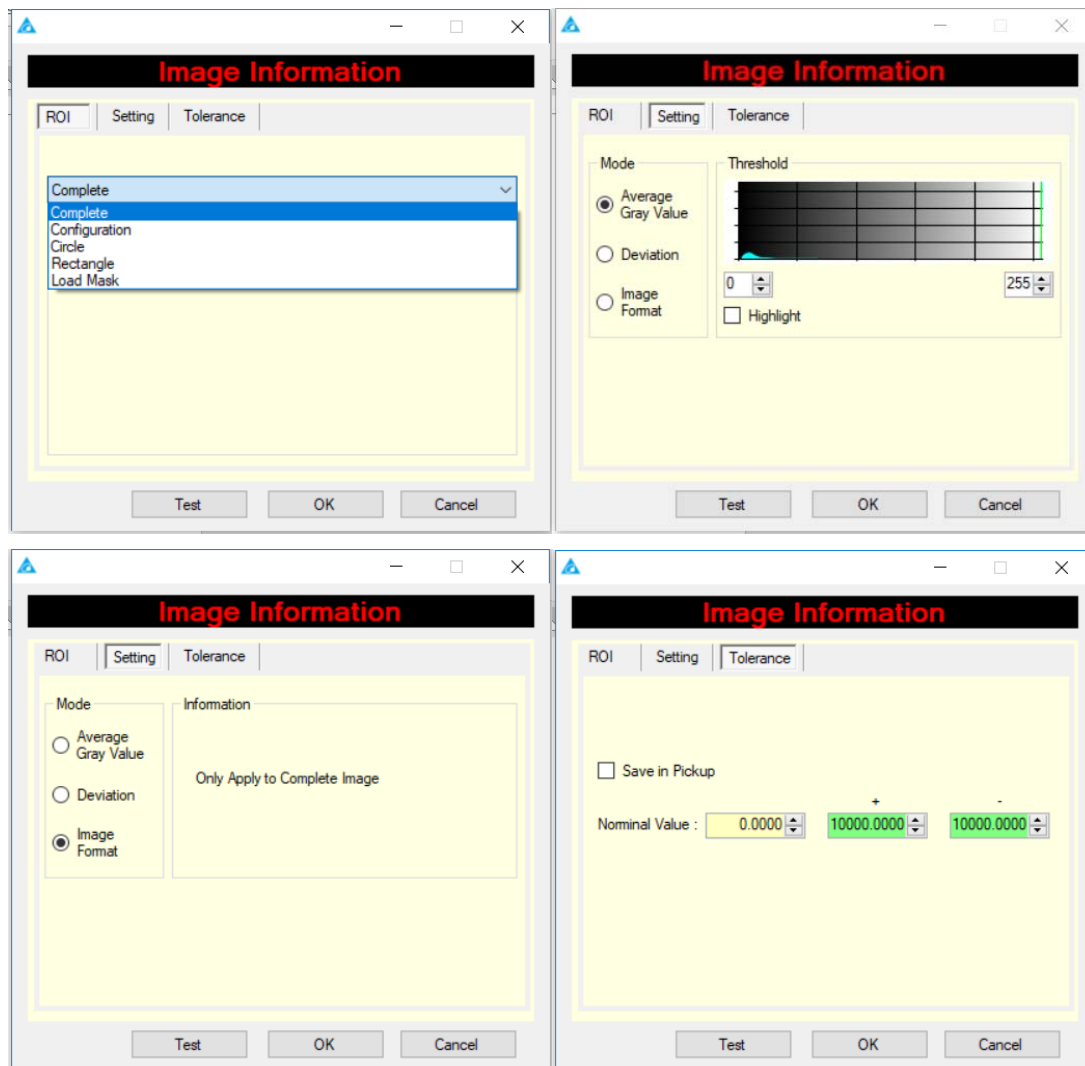 Image Information
ROI Setting Tolerance
Complete
Complete
Configuration
Circle
Rectangle
Load Mask
Test OK Cancel
Image Information
ROI Setting Tolerance
Mode Threshold
Average
Gray Value
Deviation
0 255
Image
Format
Highlight
Test OK Cancel
Image Information
ROI Setting Tolerance
Mode Information
Average
Gray Value
Only Apply to Complete Image
Deviation
Image
Format
Test OK Cancel
Image Information
ROI Setting Tolerance
Save in Pickup
+ -
Nominal Value : 0.0000 10000.0000 10000.0000
Test OK Cancel